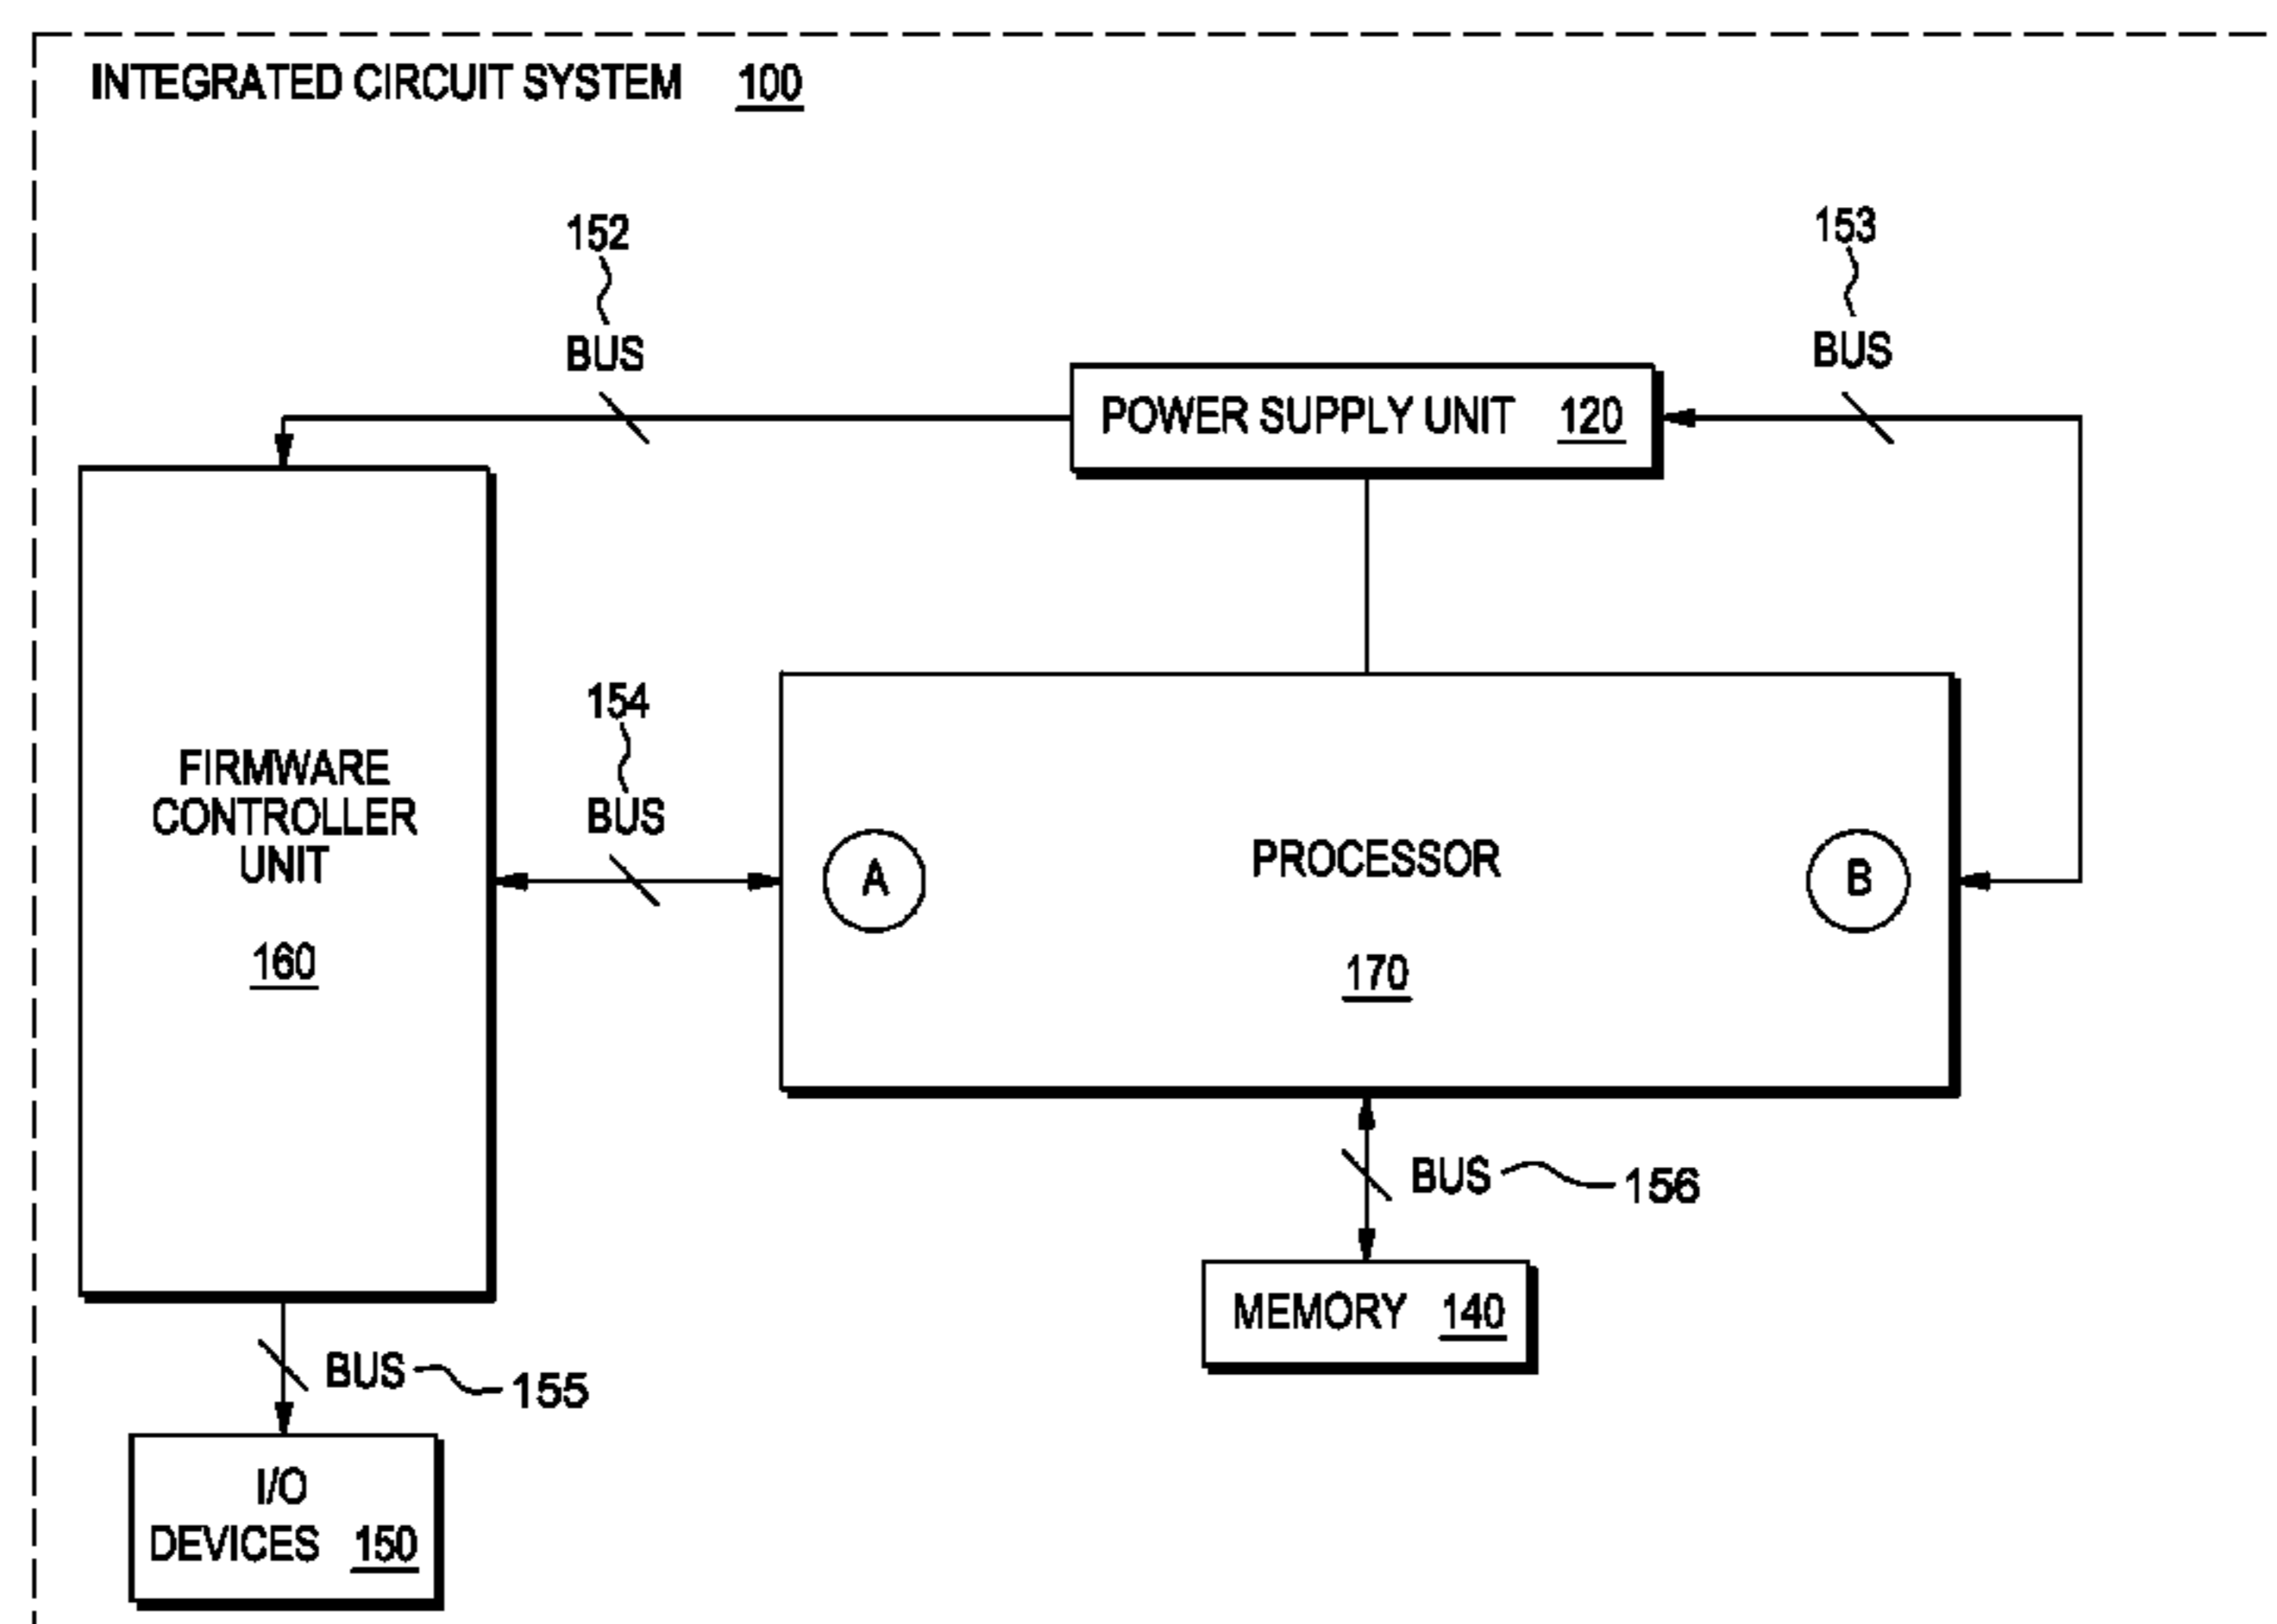 INTEGRATED CIRCUIT SYSTEM 100
152
153
BUS
BUS
POWER SUPPLY UNIT 120
154
BUS
FIRMWARE
CONTROLLER
UNIT
160
A
PROCESSOR
B
170
BUS 156
MEMORY 140
BUS 155
I/O
DEVICES 150